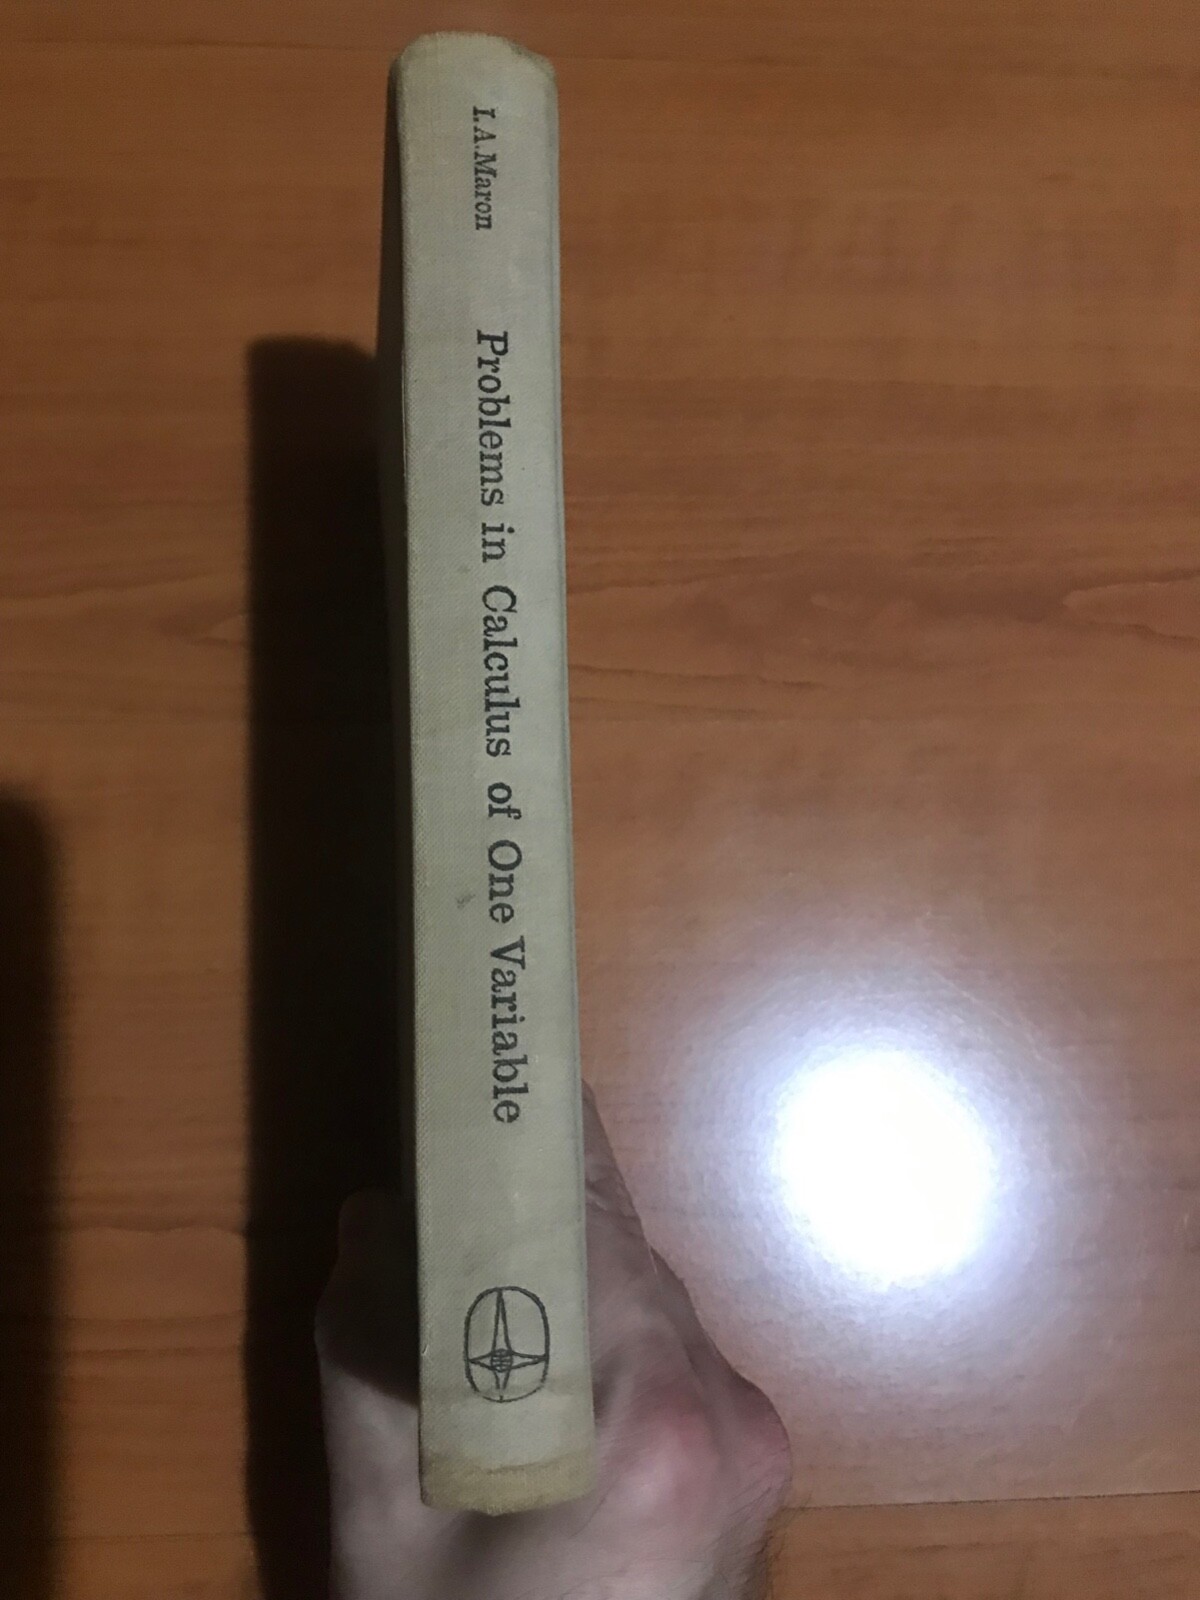 I. A. Maron
Problems in Calculus of One Variable